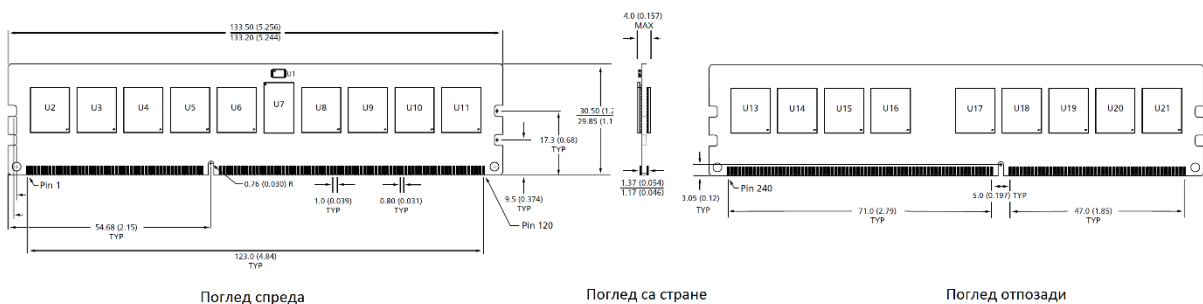 133.50 (5.256)
133.20 (5.244)
U1
U2
U3
U4
U5
U6
U7
U8
U9
U10
U11
30.50
29.85
17.3 (0.68)
TYP
Pin 1
0.76 (0.030) R
1.0 (0.039)
TYP
0.80 (0.031)
TYP
9.5 (0.374)
TYP
Pin 120
54.68 (2.15)
TYP
123.0 (4.84)
TYP
Поглед спреда
4.0 (0.157)
MAX
1.37 (0.054)
1.17 (0.046)
Поглед са стране
U13
U14
U15
U16
U17
U18
U19
U20
U21
Pin 240
3.05 (0.12)
TYP
5.0 (0.197) TYP
71.0 (2.79)
TYP
47.0 (1.85)
TYP
Поглед отпозади